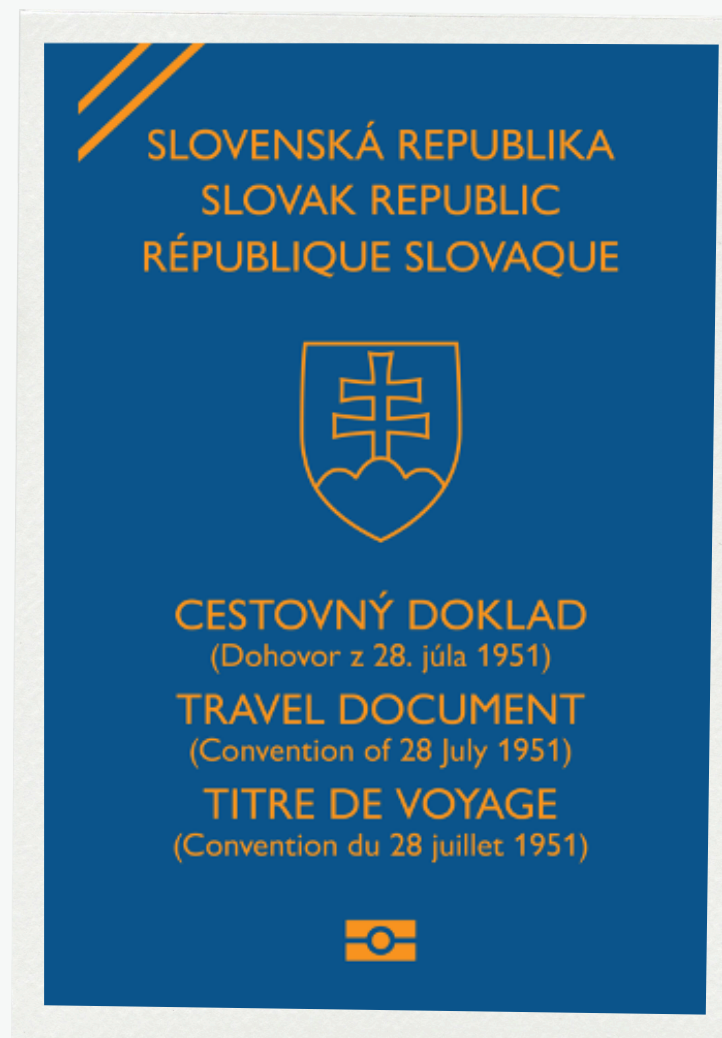 SLOVENSKÁ REPUBLIKA
SLOVAK REPUBLIC
RÉPUBLIQUE SLOVAQUE
CESTOVNÝ DOKLAD
(Dohovor z 28. júla 1951)
TRAVEL DOCUMENT
(Convention of 28 July 1951)
TITRE DE VOYAGE
(Convention du 28 juillet 1951)